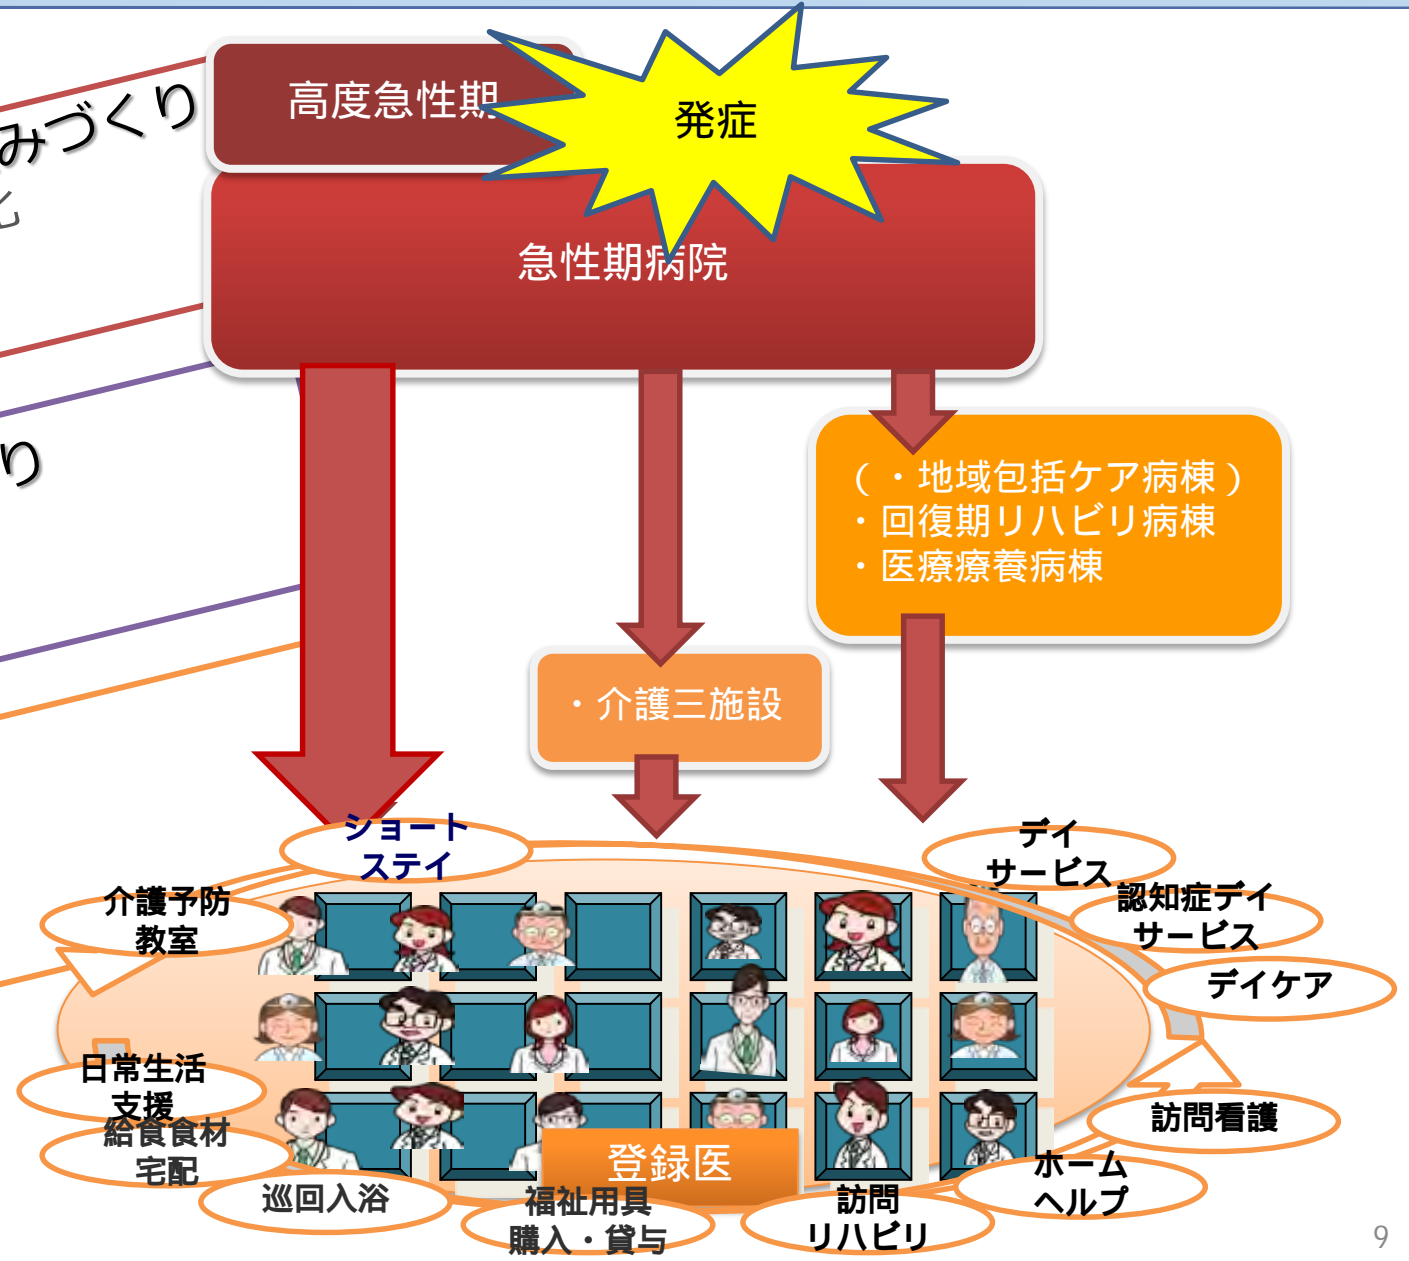 高度急性期
発症
みづくり
化
急性期病院
り
（・地域包括ケア病棟）
・回復期リハビリ病棟
・医療療養病棟
・介護三施設
ショート
ステイ
デイ
サービス
介護予防
教室
認知症デイ
サービス
デイケア
日常生活
支援
訪問看護
給食食材
宅配
登録医
ホーム
ヘルプ
巡回入浴
福祉用具
購入・貸与
訪問
リハビリ
9